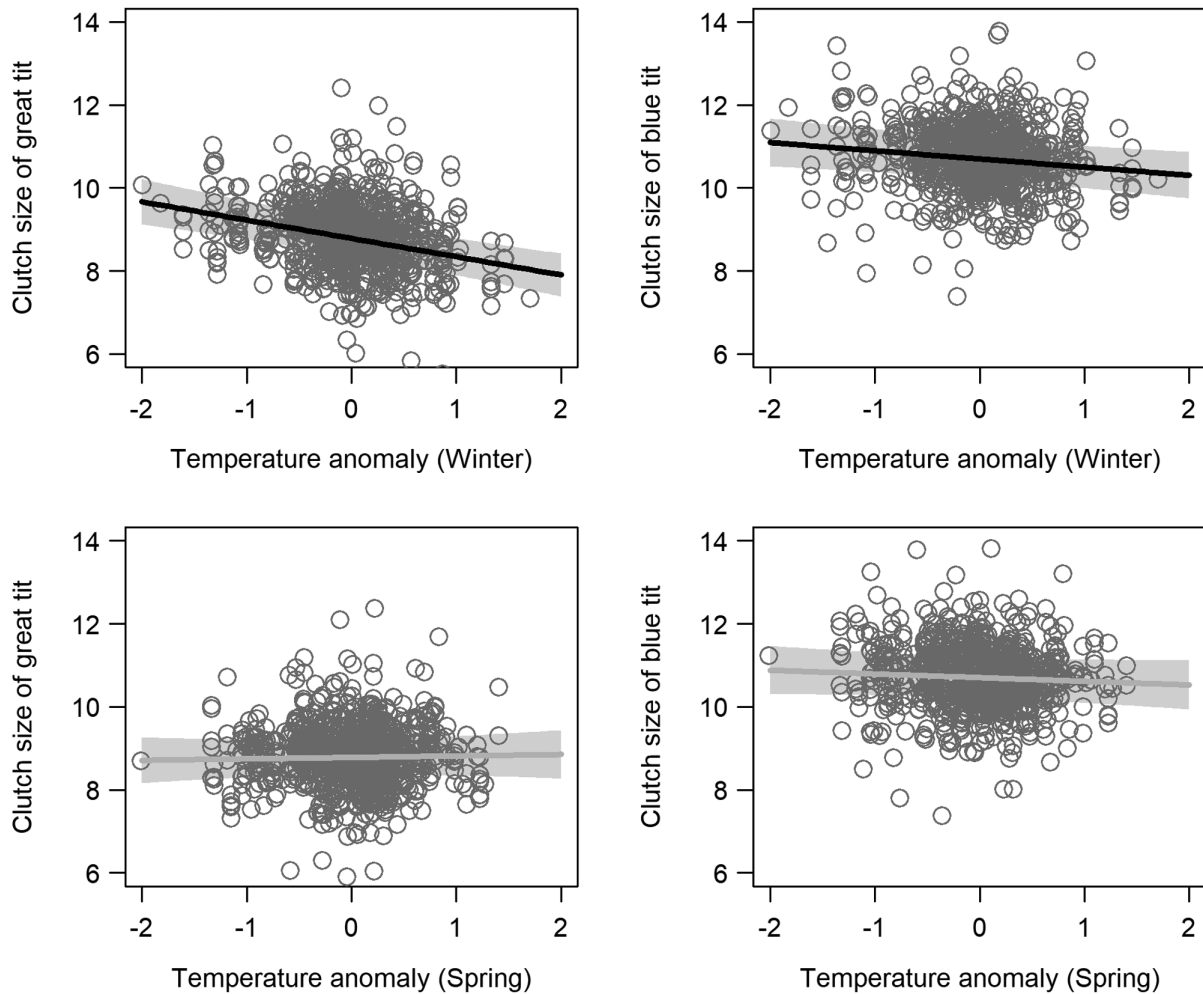 Clutch size of great tit
14
12
10
8
6
-2 -1 0 1 2
Temperature anomaly (Winter)
Clutch size of blue tit
14
12
10
8
6
-2 -1 0 1 2
Temperature anomaly (Winter)
Clutch size of great tit
14
12
10
8
6
-2 -1 0 1 2
Temperature anomaly (Spring)
Clutch size of blue tit
14
12
10
8
6
-2 -1 0 1 2
Temperature anomaly (Spring)